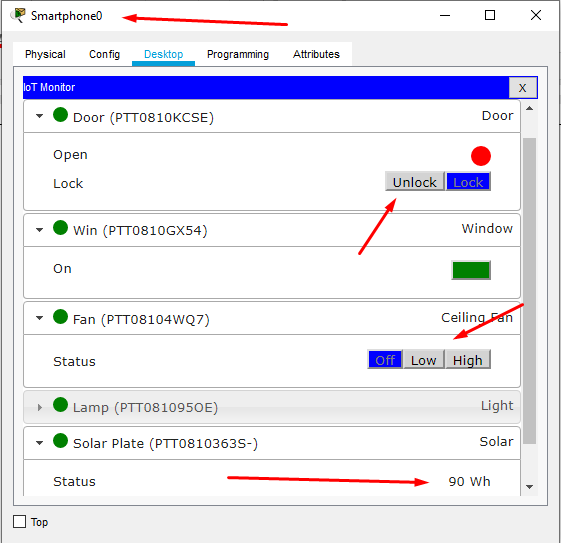 Smartphone0
Physical Config Desktop Programming Attributes
IoT Monitor X
Door (PTT0810KCSE) Door
Open
Lock Unlock Lock
Win (PTT0810GX54) Window
On
Fan (PTT08104WQ7) Ceiling Fan
Status Off Low High
Lamp (PTT081095OE) Light
Solar Plate (PTT0810363S-) Solar
Status 90 Wh
Top